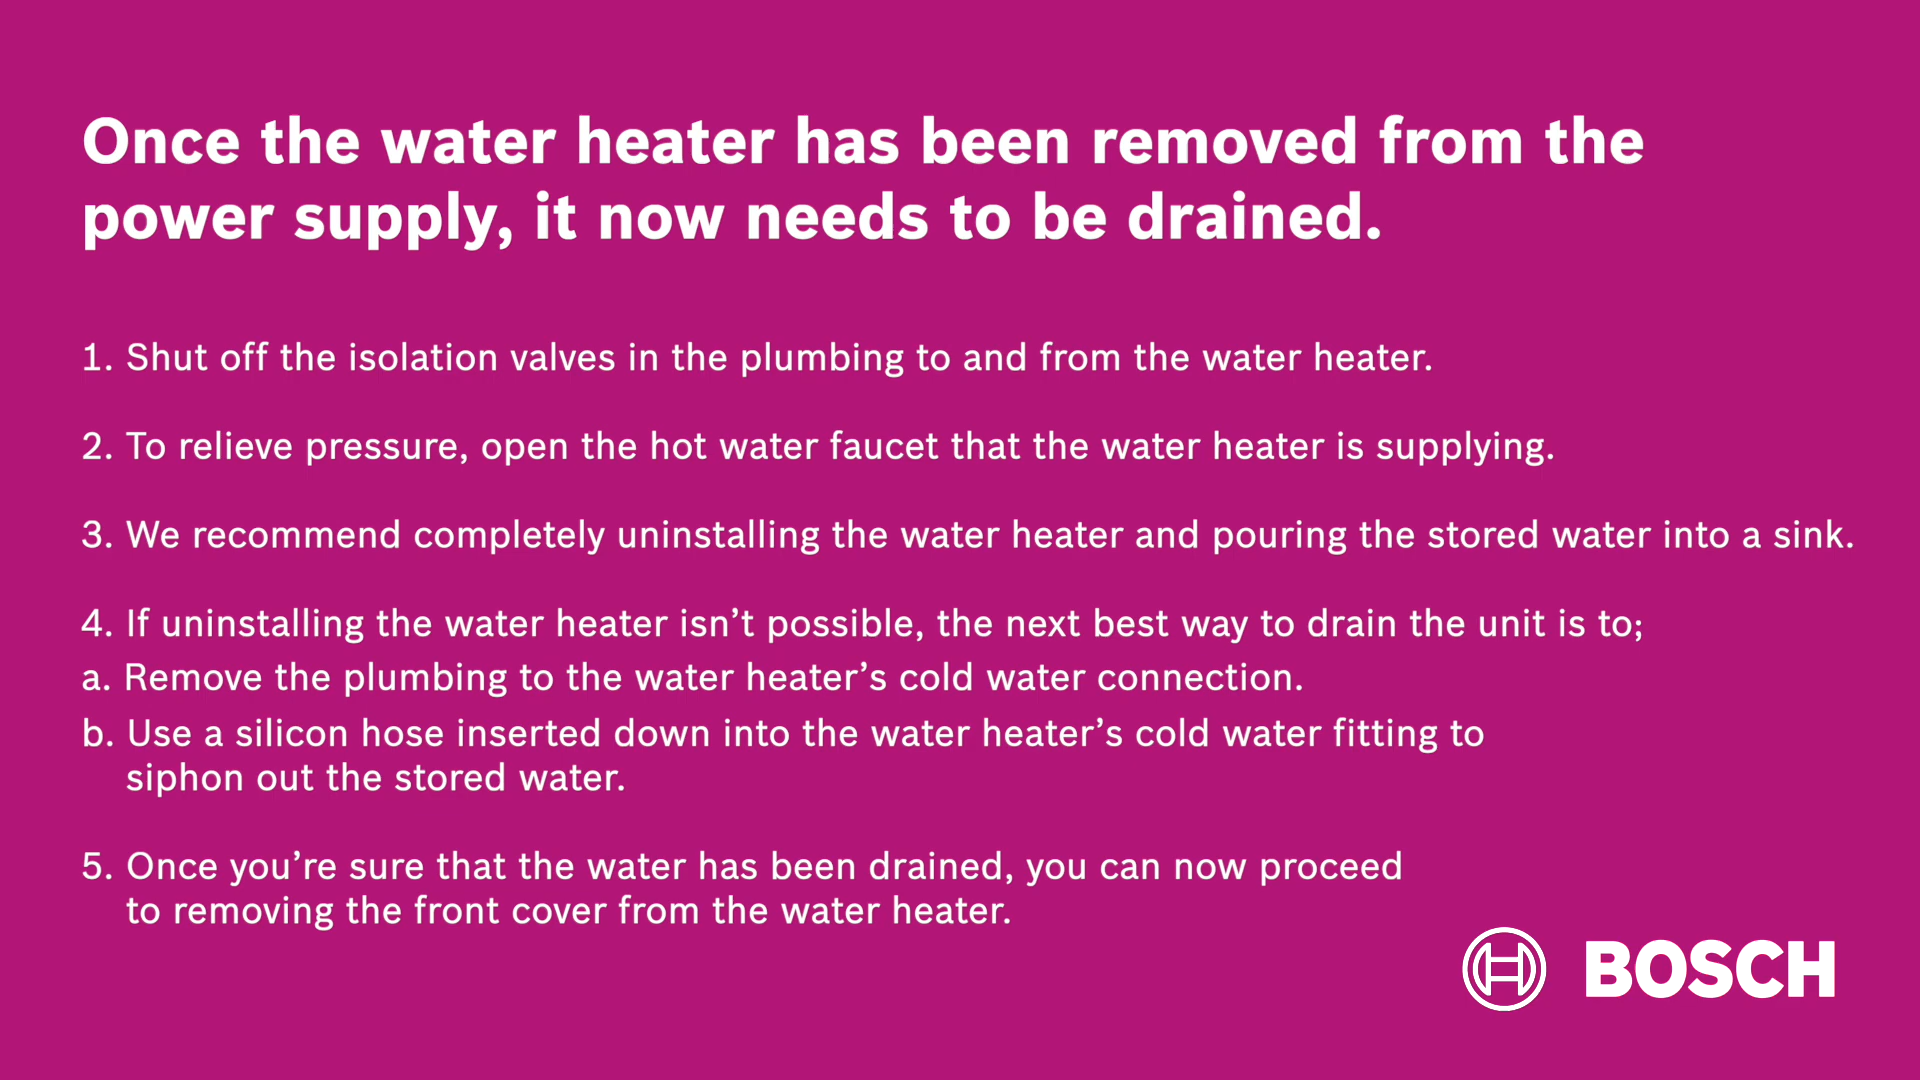 Once the water heater has been removed from the
power supply, it now needs to be drained.
1. Shut off the isolation valves in the plumbing to and from the water heater.
2. To relieve pressure, open the hot water faucet that the water heater is supplying.
3. We recommend completely uninstalling the water heater and pouring the stored water into a sink.
4. If uninstalling the water heater isn’t possible, the next best way to drain the unit is to;
a. Remove the plumbing to the water heater’s cold water connection.
b. Use a silicon hose inserted down into the water heater’s cold water fitting to
siphon out the stored water.
5. Once you’re sure that the water has been drained, you can now proceed
to removing the front cover from the water heater.
BOSCH